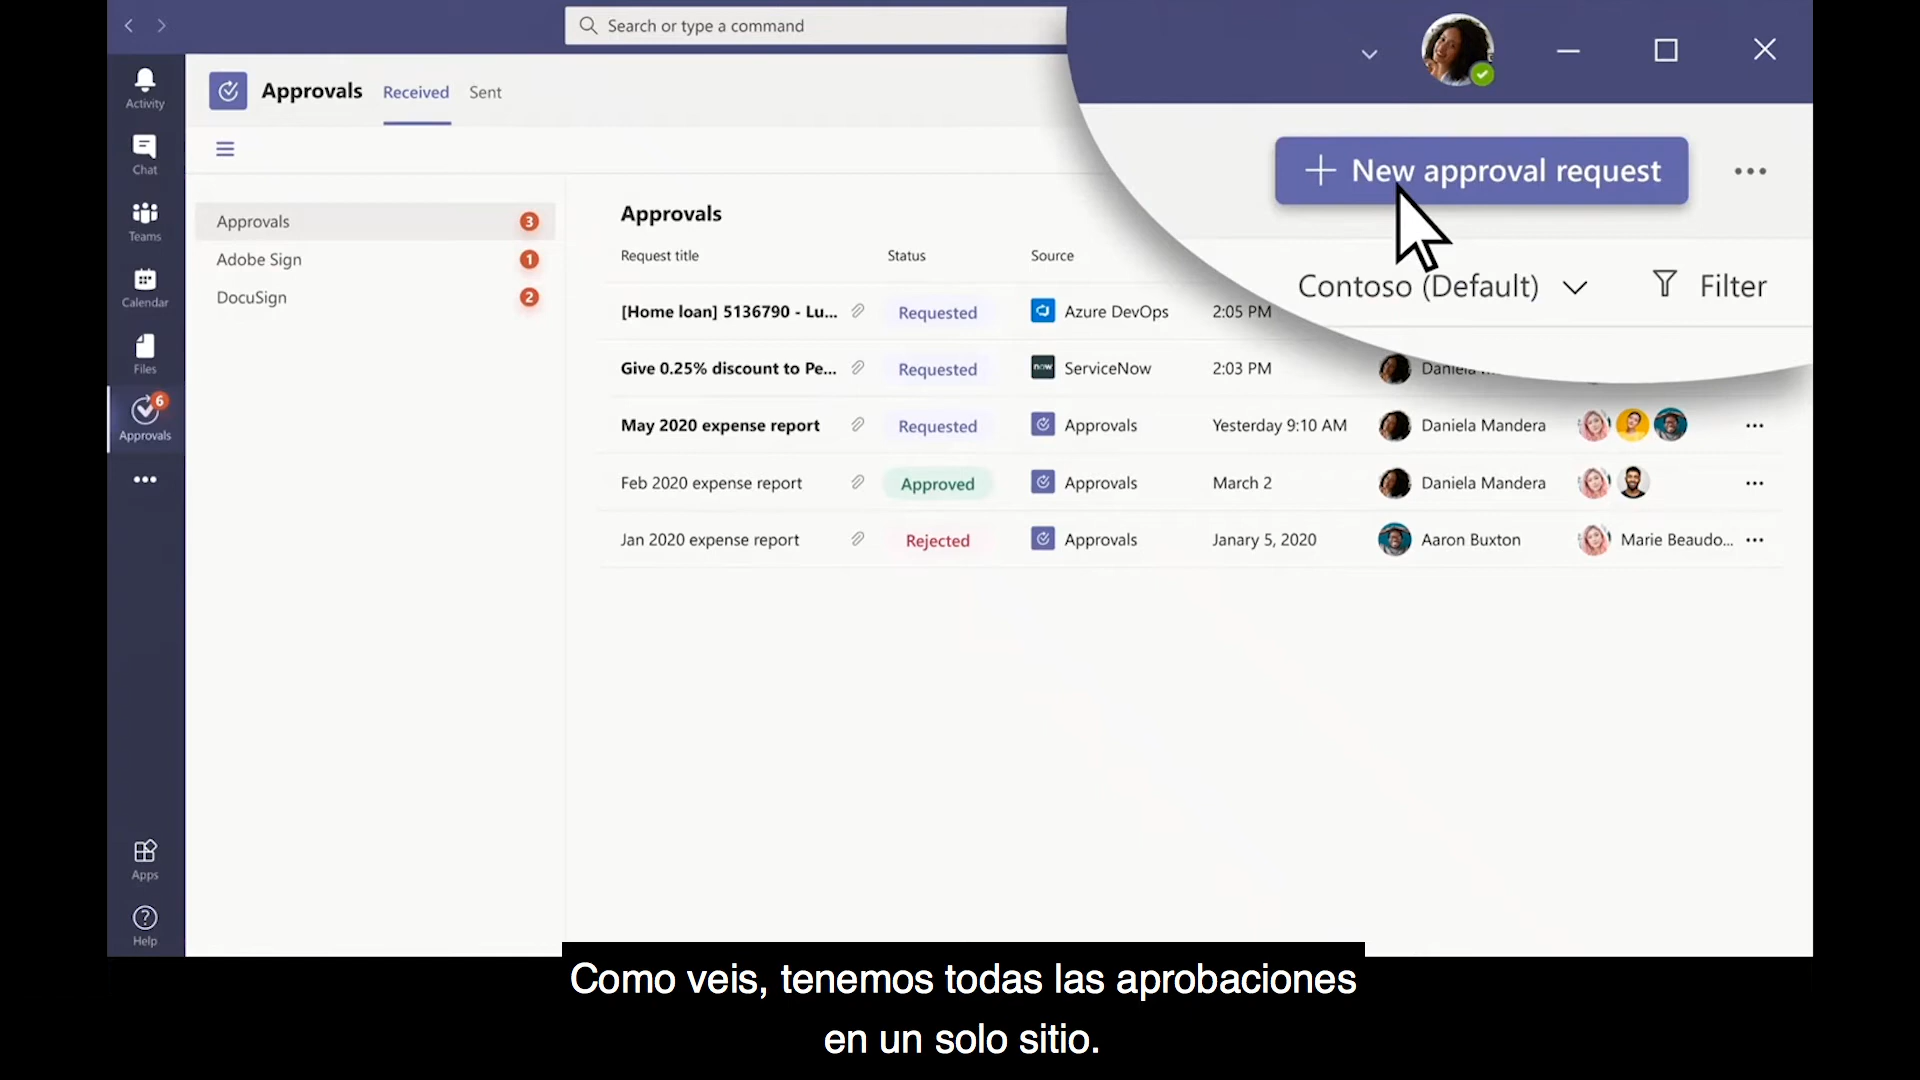 Search or type a command
Activity
Chat
Teams
Calendar
Files
6
Approvals
Apps
Help
Approvals Received Sent
Approvals 3
Adobe Sign 1
DocuSign 2
+ New approval request
Contoso (Default) Filter
Approvals
Request title Status Source
[Home loan] 5136790 - Lu... Requested Azure DevOps 2:05 PM
Give 0.25% discount to Pe... Requested now ServiceNow 2:03 PM
May 2020 expense report Requested Approvals Yesterday 9:10 AM Daniela Mandera
Feb 2020 expense report Approved Approvals March 2 Daniela Mandera
Jan 2020 expense report Rejected Approvals Janary 5, 2020 Aaron Buxton Marie Beaudo...
Como veis, tenemos todas las aprobaciones
en un solo sitio.